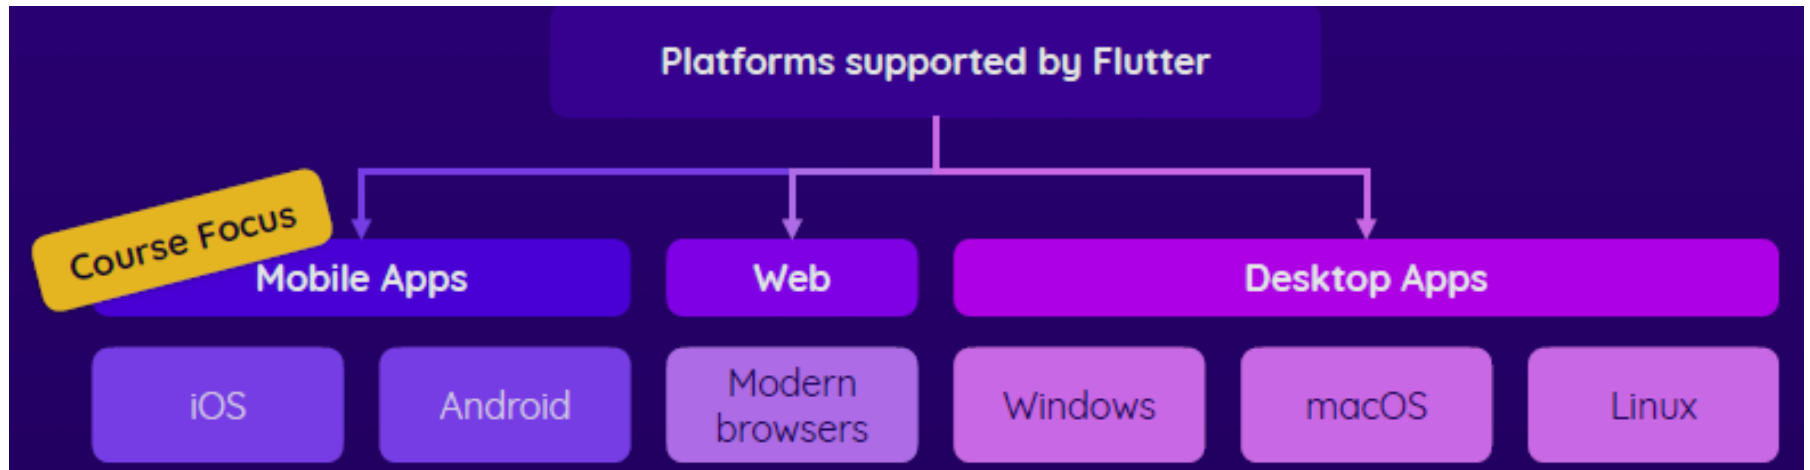 Platforms supported by Flutter
Course Focus
Mobile Apps
Web
Desktop Apps
iOS
Android
Modern
browsers
Windows
macOS
Linux